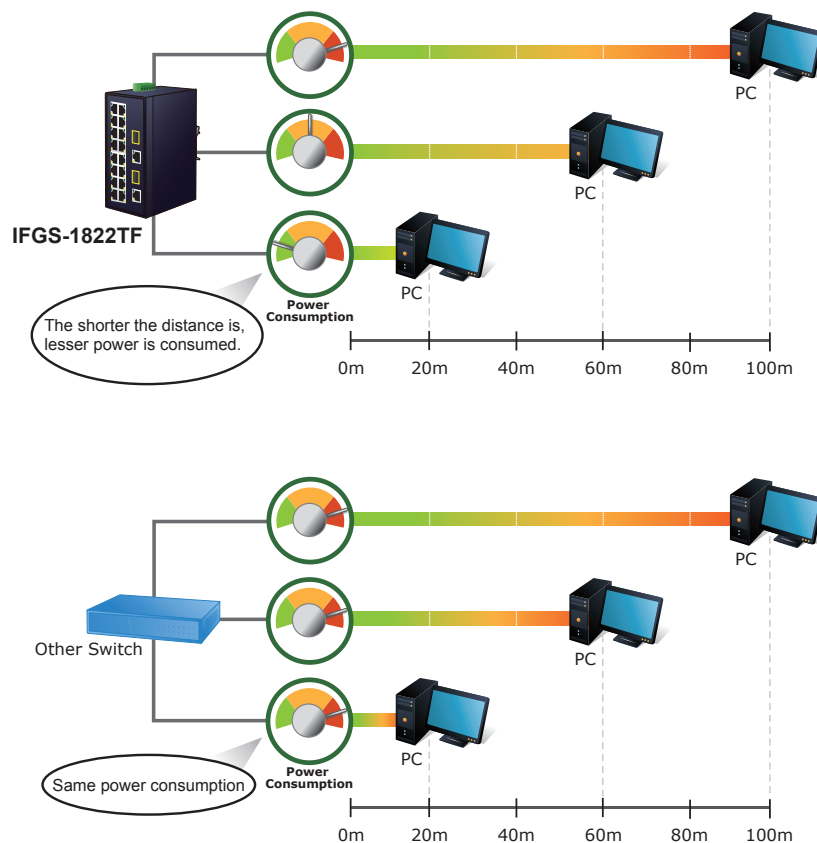 PC
PC
IFGS-1822TF
PC
Power
Consumption
The shorter the distance is,
lesser power is consumed.
0m 20m 40m 60m 80m 100m
PC
Other Switch
PC
PC
Power
Consumption
Same power consumption
0m 20m 40m 60m 80m 100m